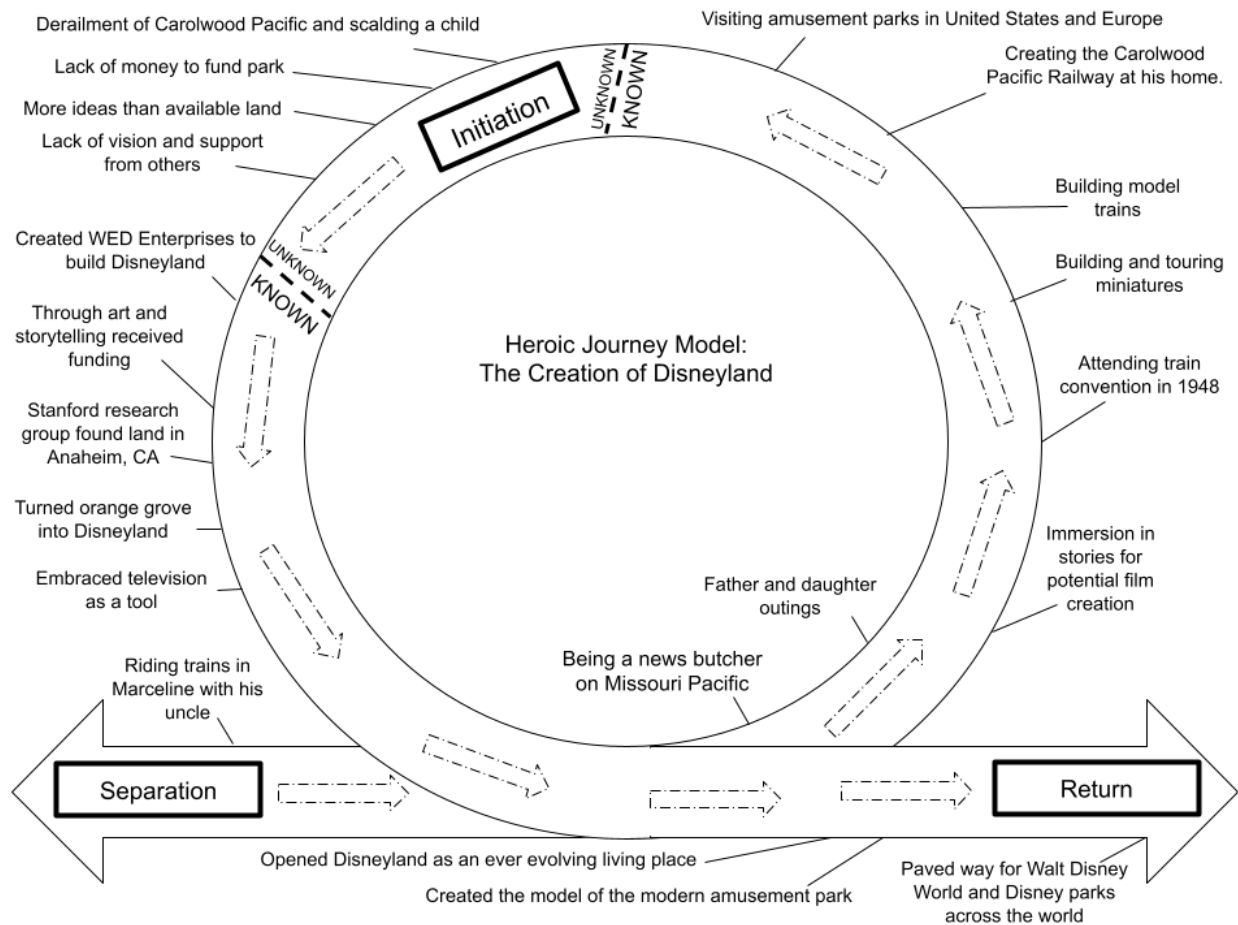 Derailment of Carolwood Pacific and scalding a child
Lack of money to fund park
More ideas than available land
Lack of vision and support
from others
Initiation
UNKNOWN
KNOWN
Visiting amusement parks in United States and Europe
Creating the Carolwood
Pacific Railway at his home.
Building model
trains
Building and touring
miniatures
Attending train
convention in 1948
Immersion in
stories for
potential film
creation
Created WED Enterprises to
build Disneyland
UNKNOWN
KNOWN
Through art and
storytelling received
funding
Stanford research
group found land in
Anaheim, CA
Turned orange grove
into Disneyland
Embraced television
as a tool
Heroic Journey Model:
The Creation of Disneyland
Father and daughter
outings
Being a news butcher
on Missouri Pacific
Riding trains in
Marceline with his
uncle
Separation
Return
Opened Disneyland as an ever evolving living place
Created the model of the modern amusement park
Paved way for Walt Disney
World and Disney parks
across the world